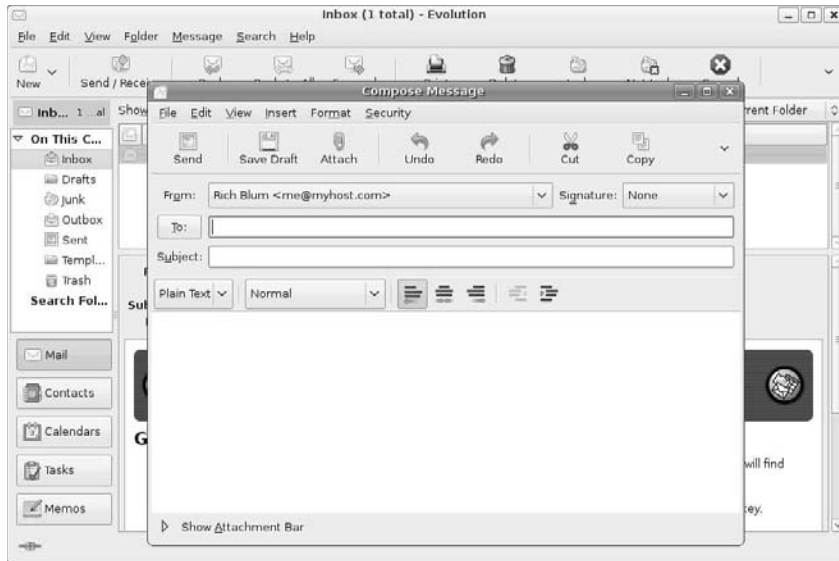 Inbox (1 total) - Evolution
File Edit View Folder Message Search Help
New Send / Recei
Inb... 1 ...al Show
rrent Folder
On This C...
Inbox
Drafts
Junk
Outbox
Sent
Templ...
Trash
Search Fol...
Mail
Contacts
Calendars
Tasks
Memos
Sul
G
will find
key.
Compose Message
File Edit View Insert Format Security
Send Save Draft Attach Undo Redo Cut Copy
From: Rich Blum <me@myhost.com> Signature: None
To:
Subject:
Plain Text Normal
Show Attachment Bar